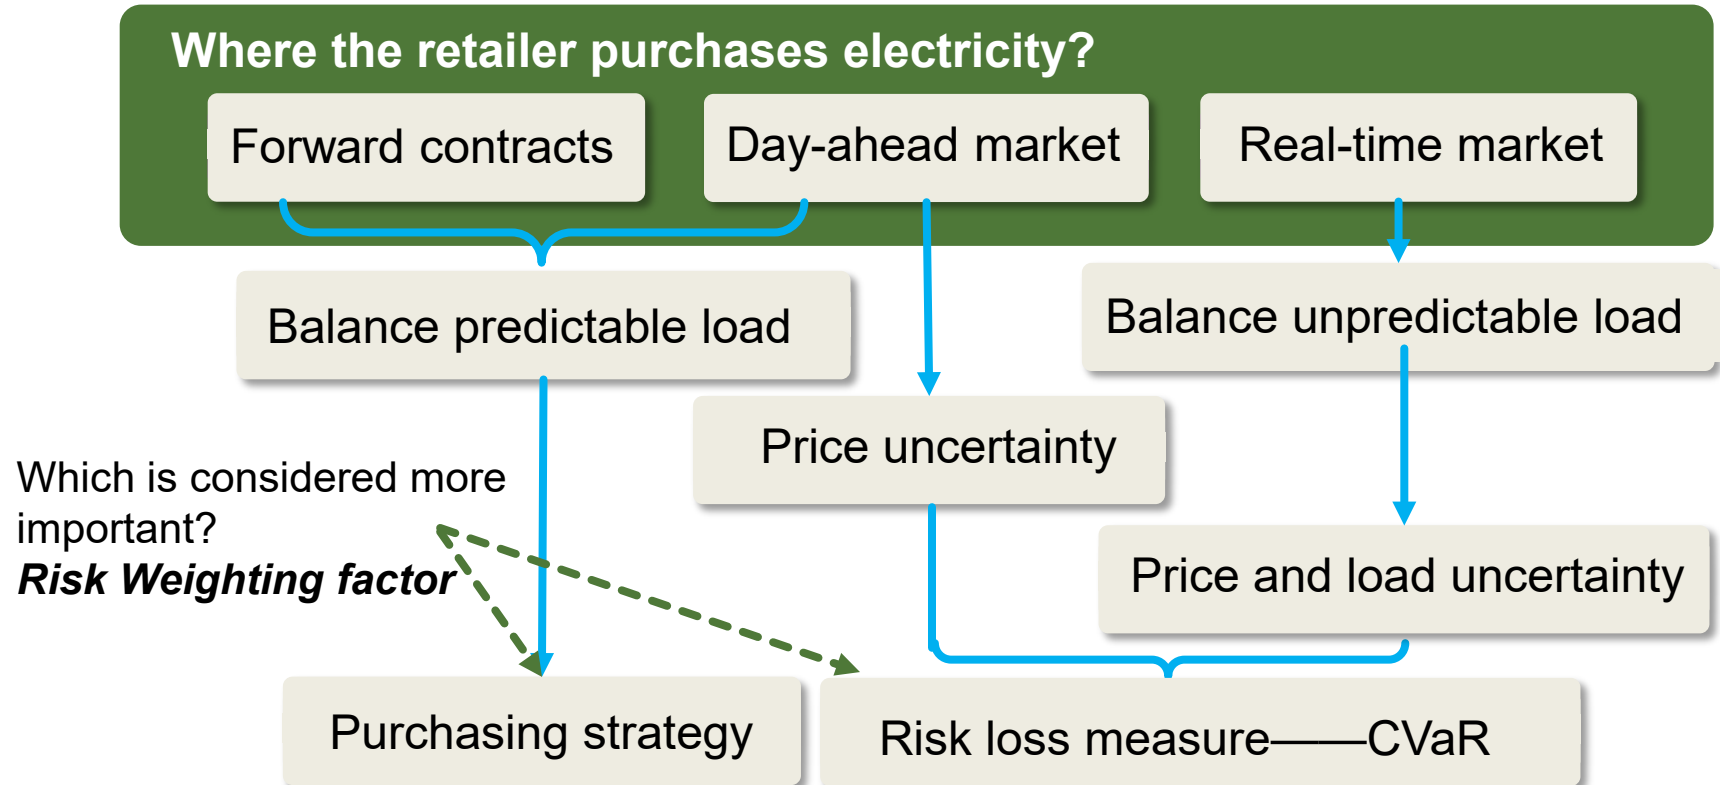 Where the retailer purchases electricity?
Forward contracts
Day-ahead market
Real-time market
Balance predictable load
Balance unpredictable load
Price uncertainty
Which is considered more
important?
Risk Weighting factor
Price and load uncertainty
Purchasing strategy
Risk loss measure——CVaR